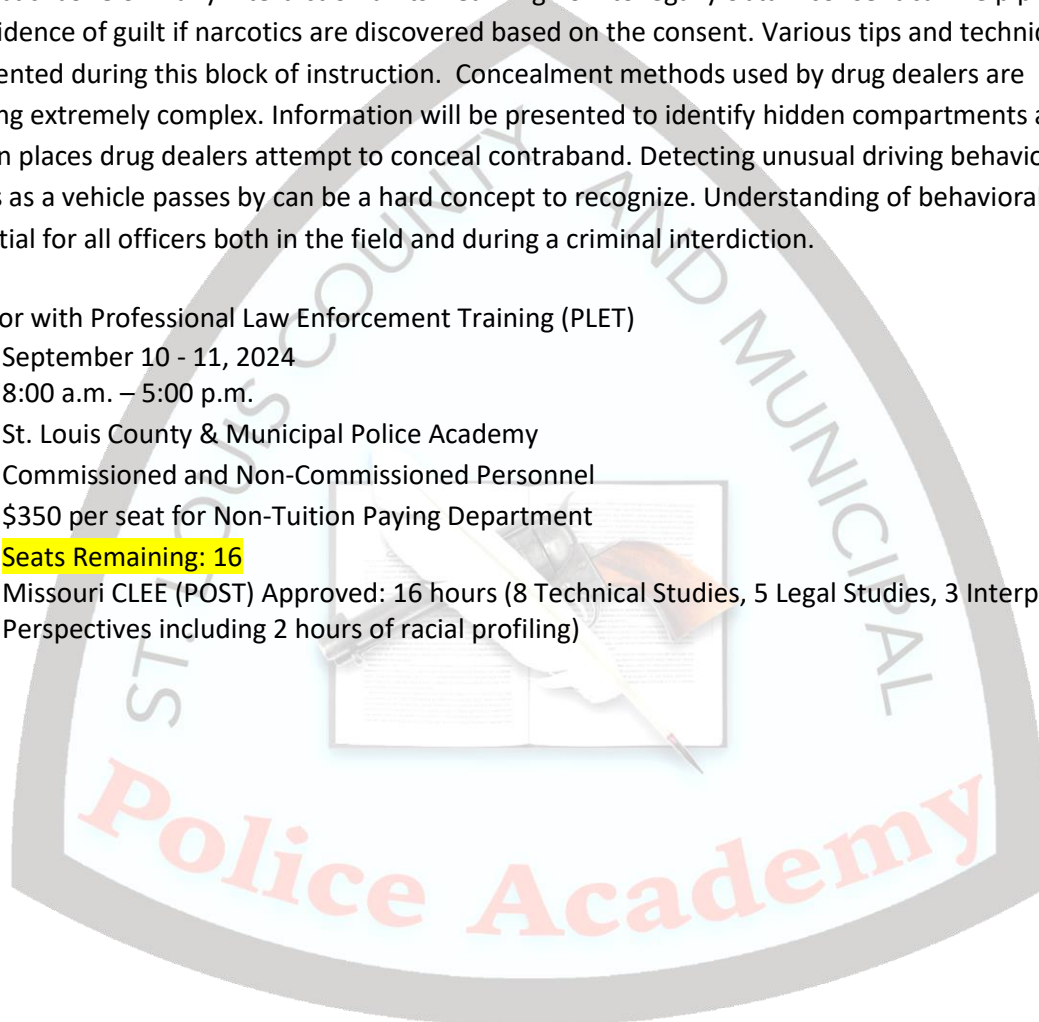 idence of guilt if narcotics are discovered based on the consent. Various tips and technic
ented during this block of instruction.  Concealment methods used by drug dealers are
ng extremely complex. Information will be presented to identify hidden compartments a
n places drug dealers attempt to conceal contraband. Detecting unusual driving behavio
s as a vehicle passes by can be a hard concept to recognize. Understanding of behavioral
tial for all officers both in the field and during a criminal interdiction.
or with Professional Law Enforcement Training (PLET)
September 10 - 11, 2024
8:00 a.m. – 5:00 p.m.
St. Louis County & Municipal Police Academy
Commissioned and Non-Commissioned Personnel
$350 per seat for Non-Tuition Paying Department
Seats Remaining: 16
Missouri CLEE (POST) Approved: 16 hours (8 Technical Studies, 5 Legal Studies, 3 Interp
Perspectives including 2 hours of racial profiling)
ST. LOUIS COUNTY AND MUNICIPAL
Police Academy